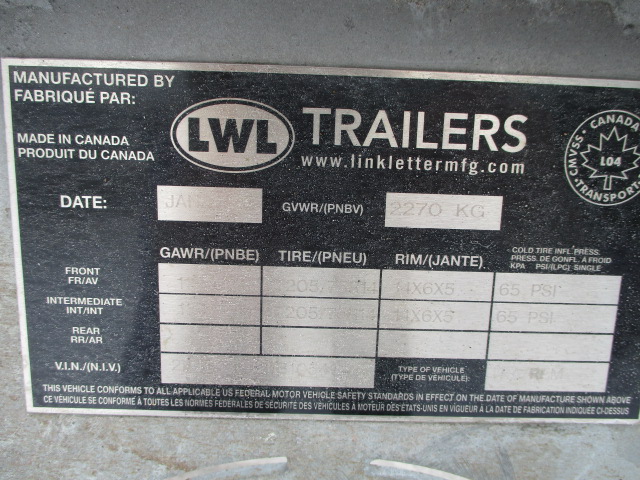 MANUFACTURED BY
FABRIQUÉ PAR:
LWL TRAILERS
www.linklettermfg.com
MADE IN CANADA
PRODUIT DU CANADA
CANADA
CMVSS
L04
TRANSPORT
DATE: GVWR/(PNBV) 2270 KG
GAWR/(PNBE) TIRE/(PNEU) RIM/(JANTE)
COLD TIRE INFL. PRESS.
PRESS. DE GONFL. À FROID
KPA PSI/(LPC) SINGLE
FRONT
FR/AV 14X6X5 65 PSI
INTERMEDIATE
INT/INT 14X6X5 65 PSI
REAR
RR/AR
V.I.N./(N.I.V.)
TYPE OF VEHICLE
(TYPE DE VÉHICULE)
THIS VEHICLE CONFORMS TO ALL APPLICABLE US FEDERAL MOTOR VEHICLE SAFETY STANDARDS IN EFFECT ON THE DATE OF MANUFACTURE SHOWN ABOVE
CE VÉHICULE SE CONFORME À TOUTES LES NORMES FEDERALES DE SÉCURITÉ DES VÉHICULES À MOTEUR DES ÉTATS-UNIS EN VIGUEUR À LA DATE DE FABRICATION INDIQUÉE CI-DESSUS